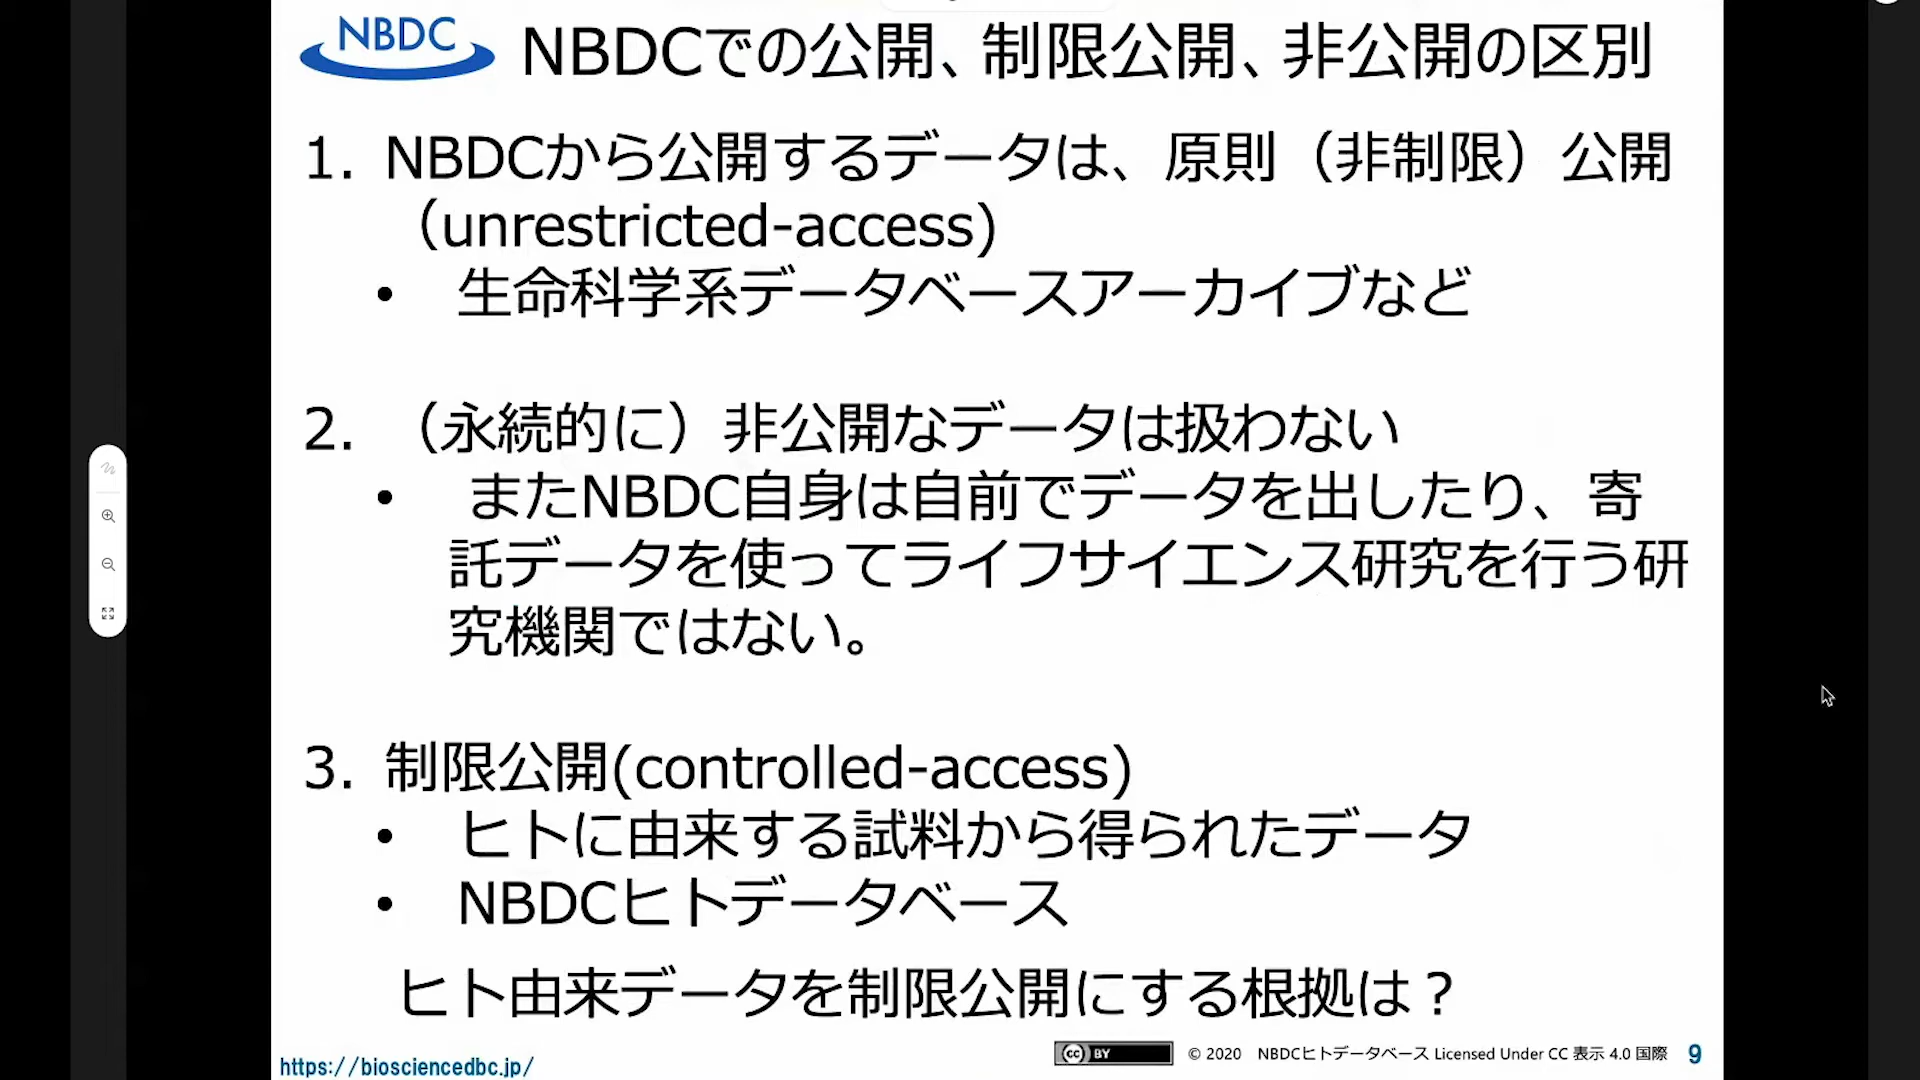 NBDC
NBDCでの公開、制限公開、非公開の区別
1. NBDCから公開するデータは、原則（非制限）公開
（unrestricted-access)
• 生命科学系データベースアーカイブなど
2. （永続的に）非公開なデータは扱わない
• またNBDC自身は自前でデータを出したり、寄
託データを使ってライフサイエンス研究を行う研
究機関ではない。
3. 制限公開(controlled-access)
• ヒトに由来する試料から得られたデータ
• NBDCヒトデータベース
ヒト由来データを制限公開にする根拠は？
https://biosciencedbc.jp/
cc BY
© 2020 NBDCヒトデータベース Licensed Under CC 表示 4.0 国際
9